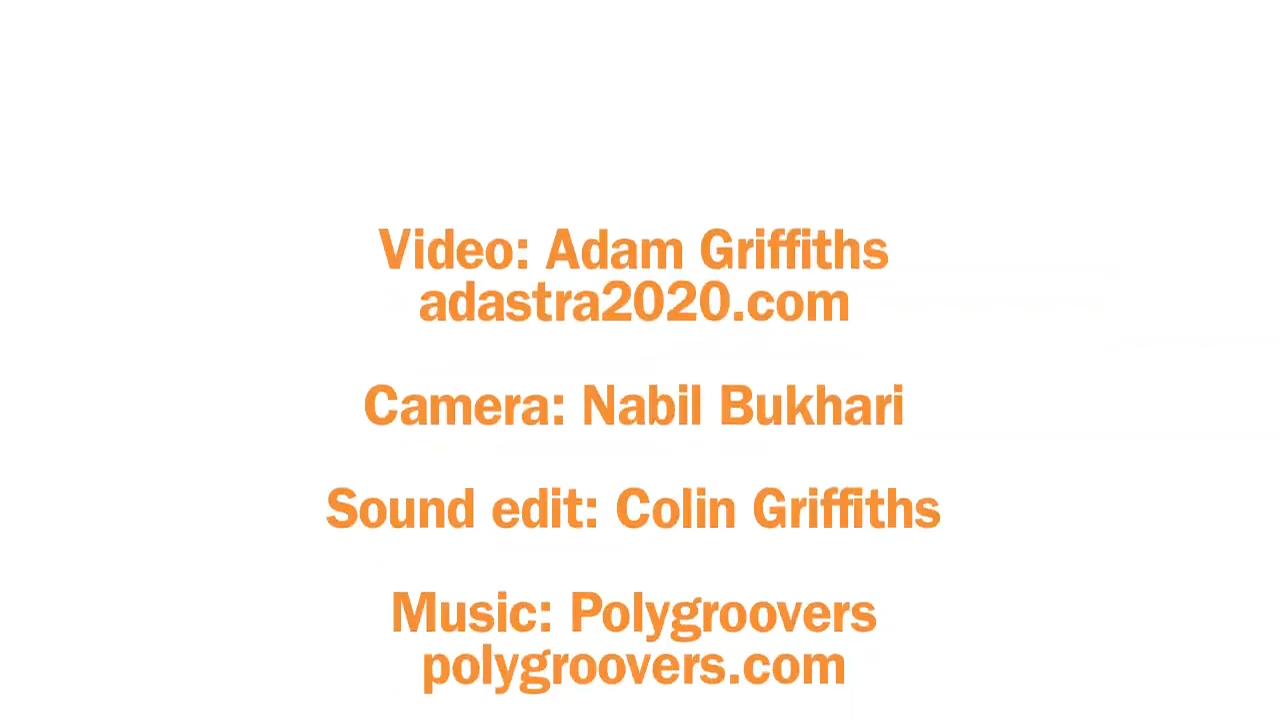 Video: Adam Griffiths
adastra2020.com
Camera: Nabil Bukhari
Sound edit: Colin Griffiths
Music: Polygroovers
polygroovers.com